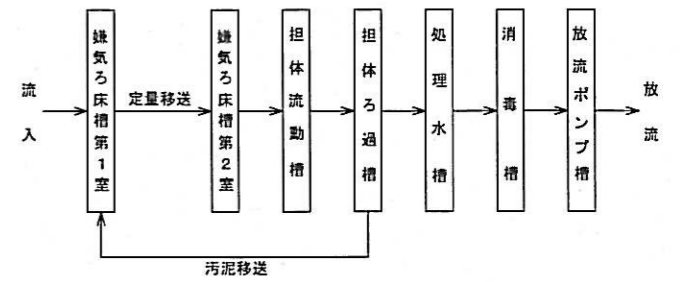 流入
嫌気ろ床槽第1室
定量移送
嫌気ろ床槽第2室
担体流動槽
担体ろ過槽
処理水槽
消毒槽
放流ポンプ槽
放流
汚泥移送